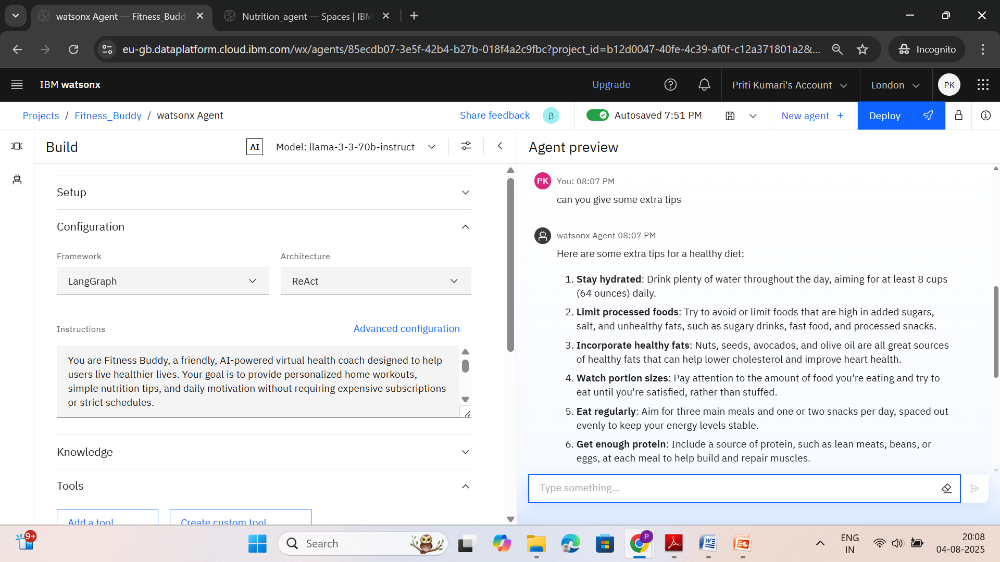 watsonx Agent — Fitness_Budd
Nutrition_agent — Spaces | IBM
eu-gb.dataplatform.cloud.ibm.com/wx/agents/85ecdb07-3e5f-42b4-b27b-018f4a2c9fbc?project_id=b12d0047-40fe-4c39-af0f-c12a371801a2&...
Incognito
IBM watsonx
Upgrade
Priti Kumari's Account
London
PK
Projects / Fitness_Buddy / watsonx Agent
Share feedback
β
Autosaved 7:51 PM
New agent +
Deploy
Build
AI
Model: llama-3-3-70b-instruct
Setup
Configuration
Framework
Architecture
LangGraph
ReAct
Instructions
Advanced configuration
You are Fitness Buddy, a friendly, AI-powered virtual health coach designed to help
users live healthier lives. Your goal is to provide personalized home workouts,
simple nutrition tips, and daily motivation without requiring expensive subscriptions
or strict schedules.
Knowledge
Tools
Add a tool
Create custom tool
Agent preview
PK
You: 08:07 PM
can you give some extra tips
watsonx Agent 08:07 PM
Here are some extra tips for a healthy diet:
1. Stay hydrated: Drink plenty of water throughout the day, aiming for at least 8 cups
(64 ounces) daily.
2. Limit processed foods: Try to avoid or limit foods that are high in added sugars,
salt, and unhealthy fats, such as sugary drinks, fast food, and processed snacks.
3. Incorporate healthy fats: Nuts, seeds, avocados, and olive oil are all great sources
of healthy fats that can help lower cholesterol and improve heart health.
4. Watch portion sizes: Pay attention to the amount of food you're eating and try to
eat until you're satisfied, rather than stuffed.
5. Eat regularly: Aim for three main meals and one or two snacks per day, spaced out
evenly to keep your energy levels stable.
6. Get enough protein: Include a source of protein, such as lean meats, beans, or
eggs, at each meal to help build and repair muscles.
Type something...
9+
Search
P
ENG
IN
20:08
04-08-2025